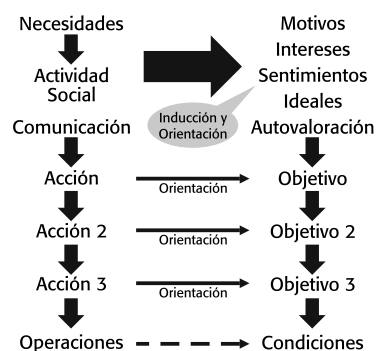 Necesidades
Motivos
Intereses
Actividad
Social
Sentimientos
Ideales
Comunicación
Inducción y
Orientación
Autovaloración
Acción
Orientación
Objetivo
Acción 2
Orientación
Objetivo 2
Acción 3
Orientación
Objetivo 3
Operaciones
Condiciones